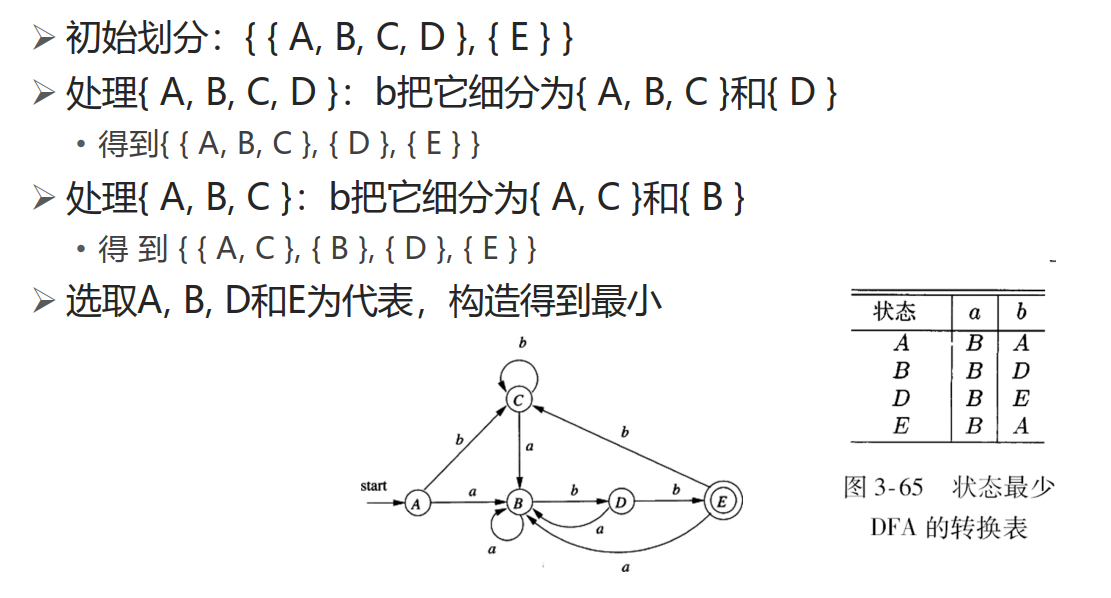 ➢ 初始划分：{ { A, B, C, D }, { E } }
➢ 处理{ A, B, C, D }：b把它细分为{ A, B, C }和{ D }
• 得到{ { A, B, C }, { D }, { E } }
➢ 处理{ A, B, C }：b把它细分为{ A, C }和{ B }
• 得 到 { { A, C }, { B }, { D }, { E } }
➢ 选取A, B, D和E为代表，构造得到最小
b
C
b
a
b
start
A
a
B
b
D
b
E
a
a
a
状态 a b
A B A
B B D
D B E
E B A
图 3-65 状态最少
DFA 的转换表